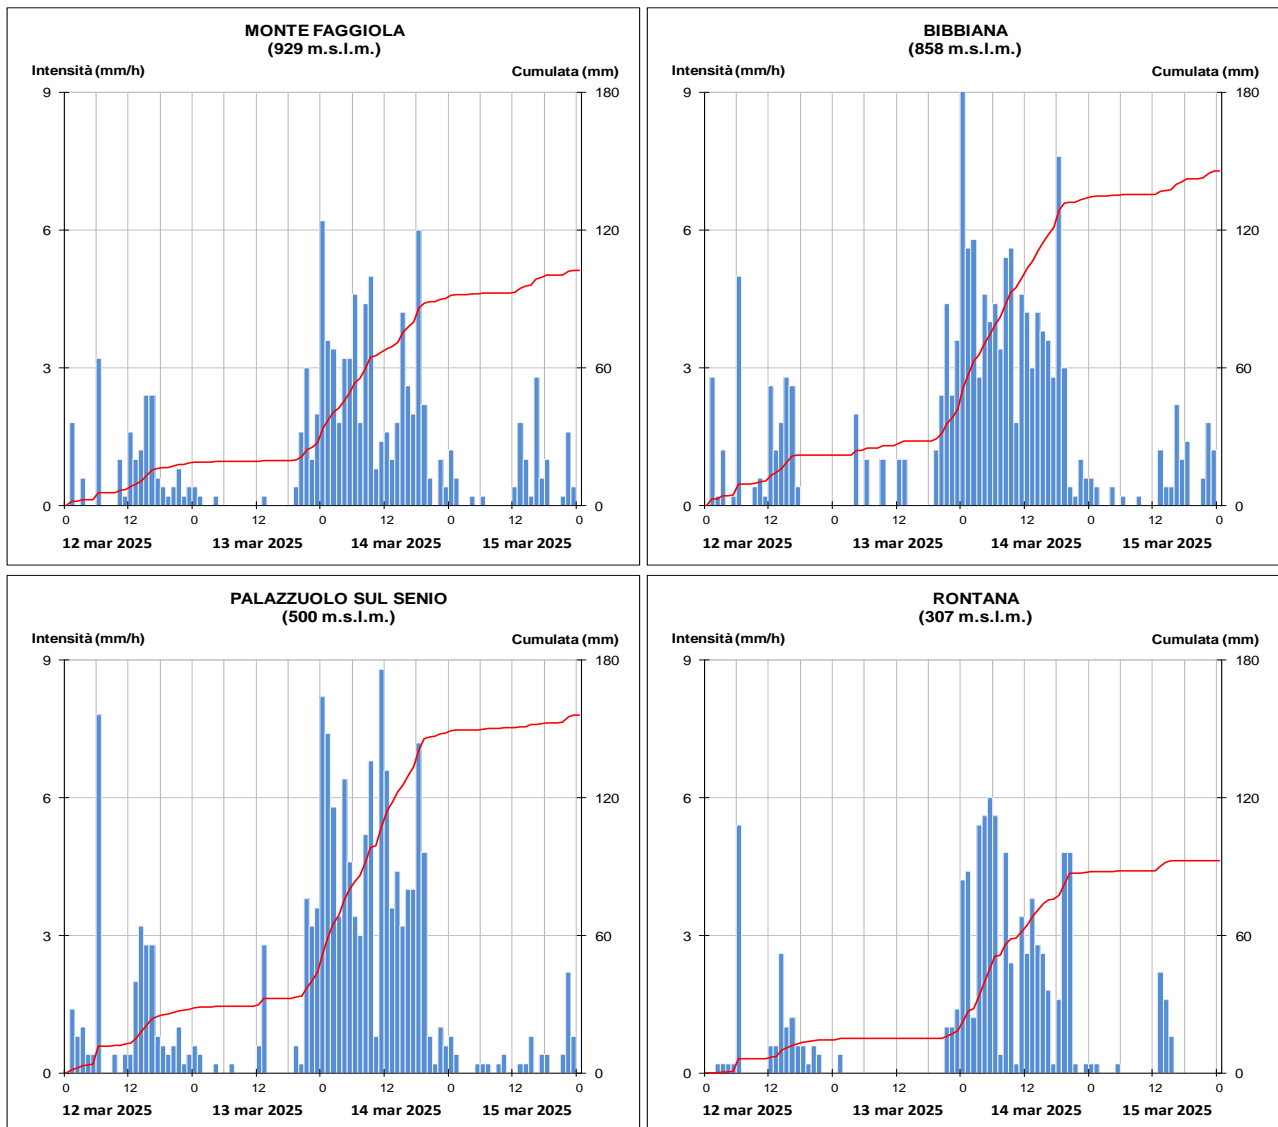 MONTE FAGGIOLA
(929 m.s.l.m.)
Intensità (mm/h) Cumulata (mm)
9 180
6 120
3 60
0 0
0 12 0 12 0 12 0 12 0
12 mar 2025 13 mar 2025 14 mar 2025 15 mar 2025
BIBBIANA
(858 m.s.l.m.)
Intensità (mm/h) Cumulata (mm)
9 180
6 120
3 60
0 0
0 12 0 12 0 12 0 12 0
12 mar 2025 13 mar 2025 14 mar 2025 15 mar 2025
PALAZZUOLO SUL SENIO
(500 m.s.l.m.)
Intensità (mm/h) Cumulata (mm)
9 180
6 120
3 60
0 0
0 12 0 12 0 12 0 12 0
12 mar 2025 13 mar 2025 14 mar 2025 15 mar 2025
RONTANA
(307 m.s.l.m.)
Intensità (mm/h) Cumulata (mm)
9 180
6 120
3 60
0 0
0 12 0 12 0 12 0 12 0
12 mar 2025 13 mar 2025 14 mar 2025 15 mar 2025